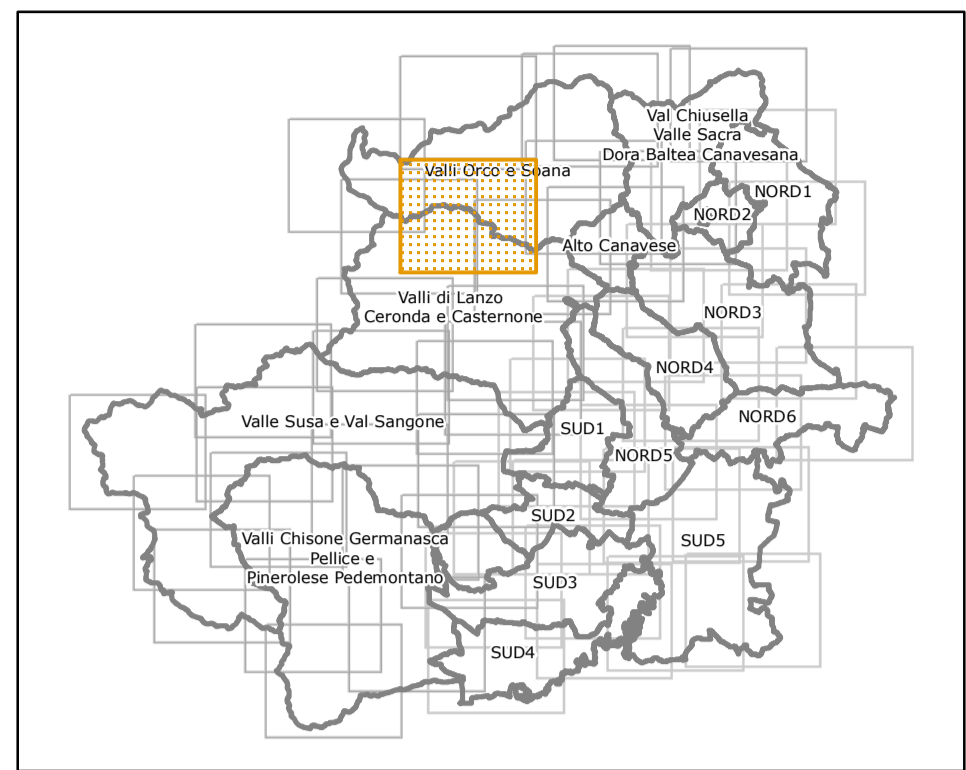 Val Chiusella
Valle Sacra
Dora Baltea Canavesana
Valli Orco e Soana
NORD1
NORD2
Alto Canavese
Valli di Lanzo
Ceronda e Casternone
NORD3
NORD4
NORD6
Valle Susa e Val Sangone
SUD1
NORD5
SUD2
SUD5
Valli Chisone Germanasca
Pellice e
Pinerolese Pedemontano
SUD3
SUD4